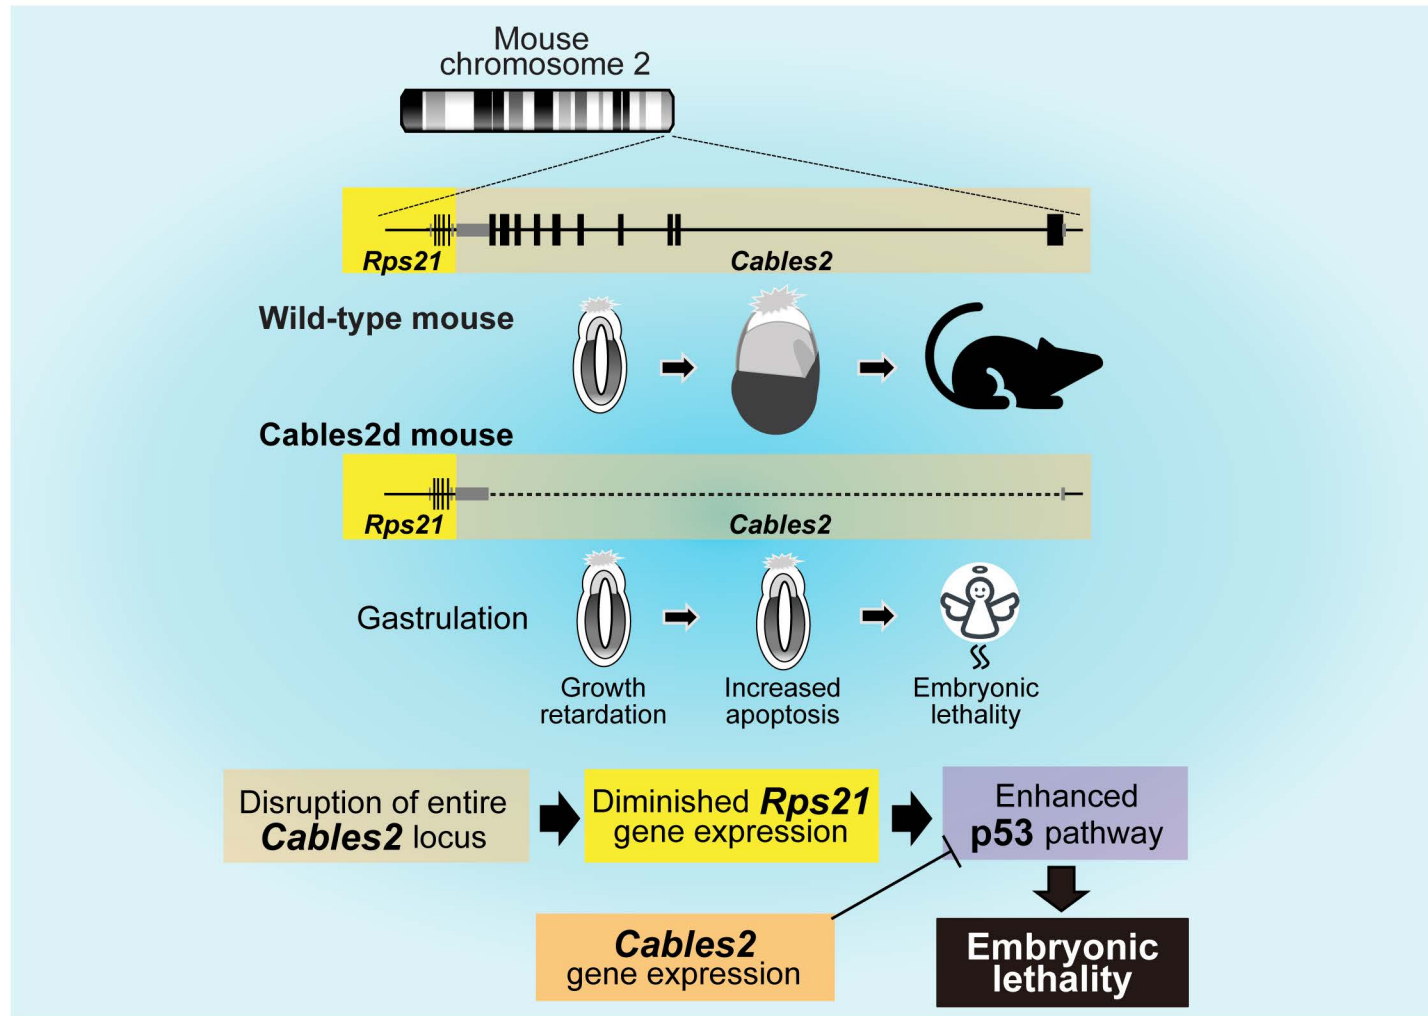 Mouse
chromosome 2
Rps21
Cables2
Wild-type mouse
Cables2d mouse
Rps21
Cables2
Gastrulation
Growth
retardation
Increased
apoptosis
Embryonic
lethality
Disruption of entire
Cables2 locus
Diminished Rps21
gene expression
Enhanced
p53 pathway
Cables2
gene expression
Embryonic
lethality